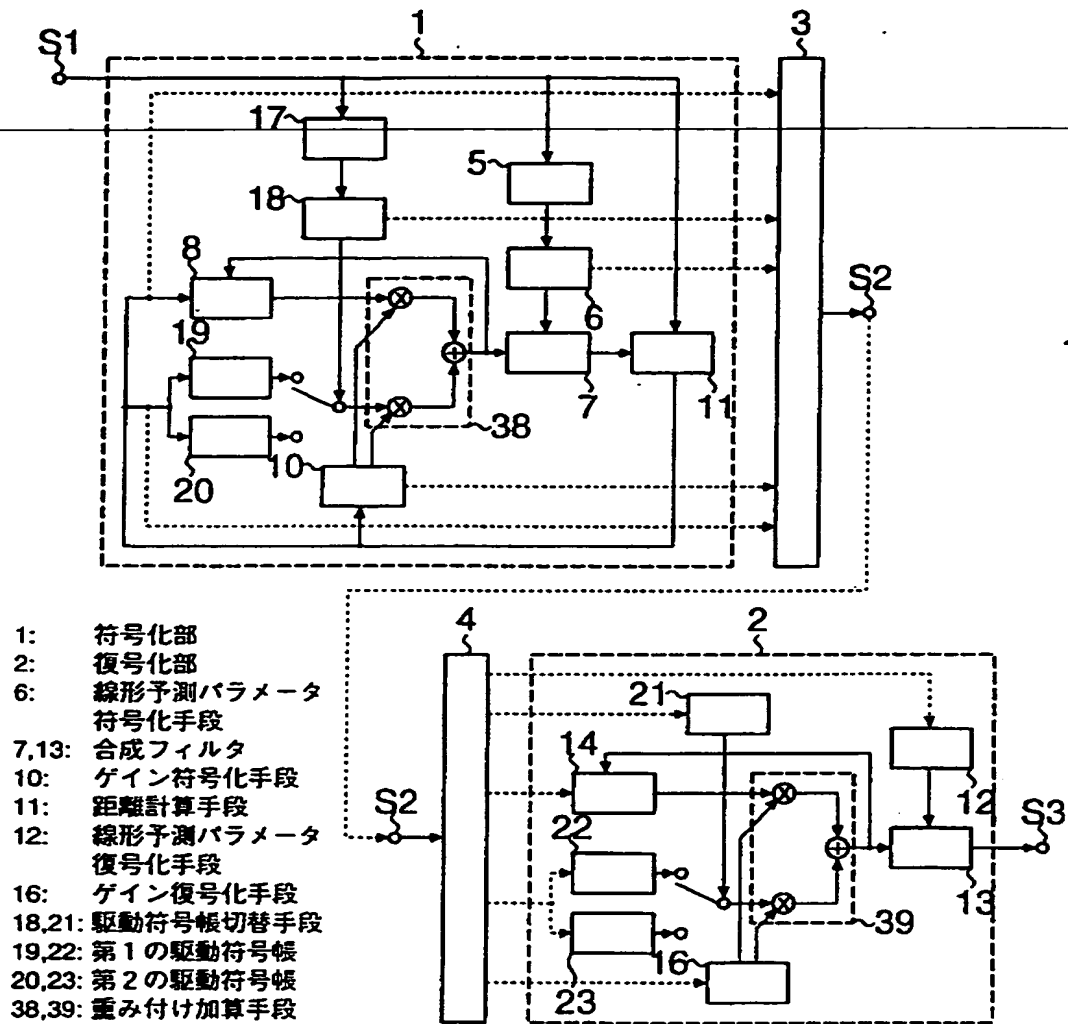 1
3
S1
17
5
18
8
6
S2
19
7
11
38
20
10
4
2
1: 符号化部
2: 復号化部
6: 線形予測パラメータ
符号化手段
7,13: 合成フィルタ
10: ゲイン符号化手段
11: 距離計算手段
12: 線形予測パラメータ
復号化手段
16: ゲイン復号化手段
18,21: 駆動符号帳切替手段
19,22: 第1の駆動符号帳
20,23: 第2の駆動符号帳
38,39: 重み付け加算手段
21
14
12
S2
S3
22
13
39
23
16